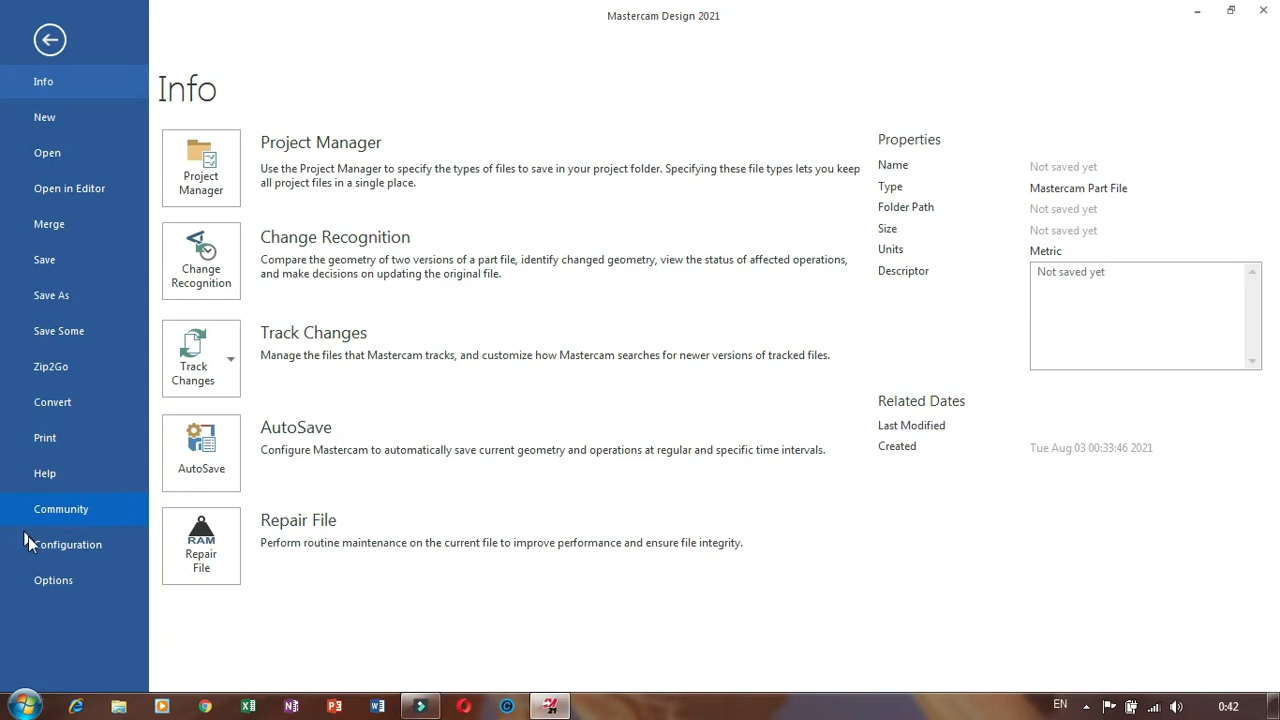 Mastercam Design 2021
Info
New
Open
Open in Editor
Merge
Save
Save As
Save Some
Zip2Go
Convert
Print
Help
Community
Configuration
Options
Info
Project Manager
Project Manager
Use the Project Manager to specify the types of files to save in your project folder. Specifying these file types lets you keep
all project files in a single place.
Change Recognition
Change Recognition
Compare the geometry of two versions of a part file, identify changed geometry, view the status of affected operations,
and make decisions on updating the original file.
Track Changes
Track Changes
Manage the files that Mastercam tracks, and customize how Mastercam searches for newer versions of tracked files.
AutoSave
AutoSave
Configure Mastercam to automatically save current geometry and operations at regular and specific time intervals.
RAM
Repair File
Repair File
Perform routine maintenance on the current file to improve performance and ensure file integrity.
Properties
Name Not saved yet
Type Mastercam Part File
Folder Path Not saved yet
Size Not saved yet
Units Metric
Descriptor Not saved yet
Related Dates
Last Modified
Created Tue Aug 03 00:33:46 2021
EN 0:42